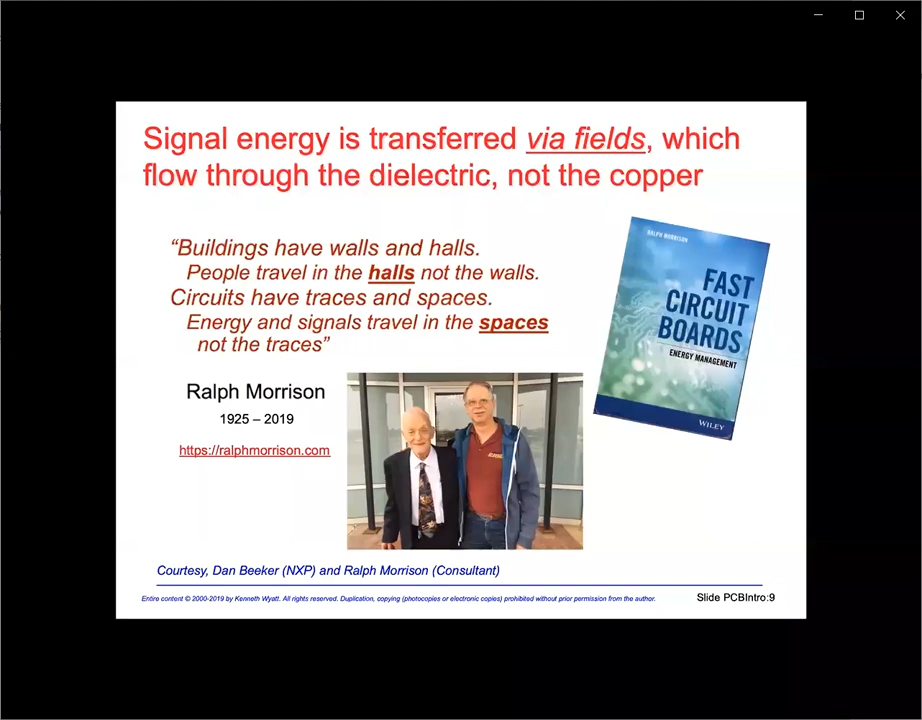 Signal energy is transferred via fields, which
flow through the dielectric, not the copper
“Buildings have walls and halls.
People travel in the halls not the walls.
Circuits have traces and spaces.
Energy and signals travel in the spaces
not the traces”
RALPH MORRISON
FAST
CIRCUIT
BOARDS
ENERGY MANAGEMENT
WILEY
Ralph Morrison
1925 – 2019
https://ralphmorrison.com
Courtesy, Dan Beeker (NXP) and Ralph Morrison (Consultant)
Entire content © 2000-2019 by Kenneth Wyatt. All rights reserved. Duplication, copying (photocopies or electronic copies) prohibited without prior permission from the author.
Slide PCBIntro:9